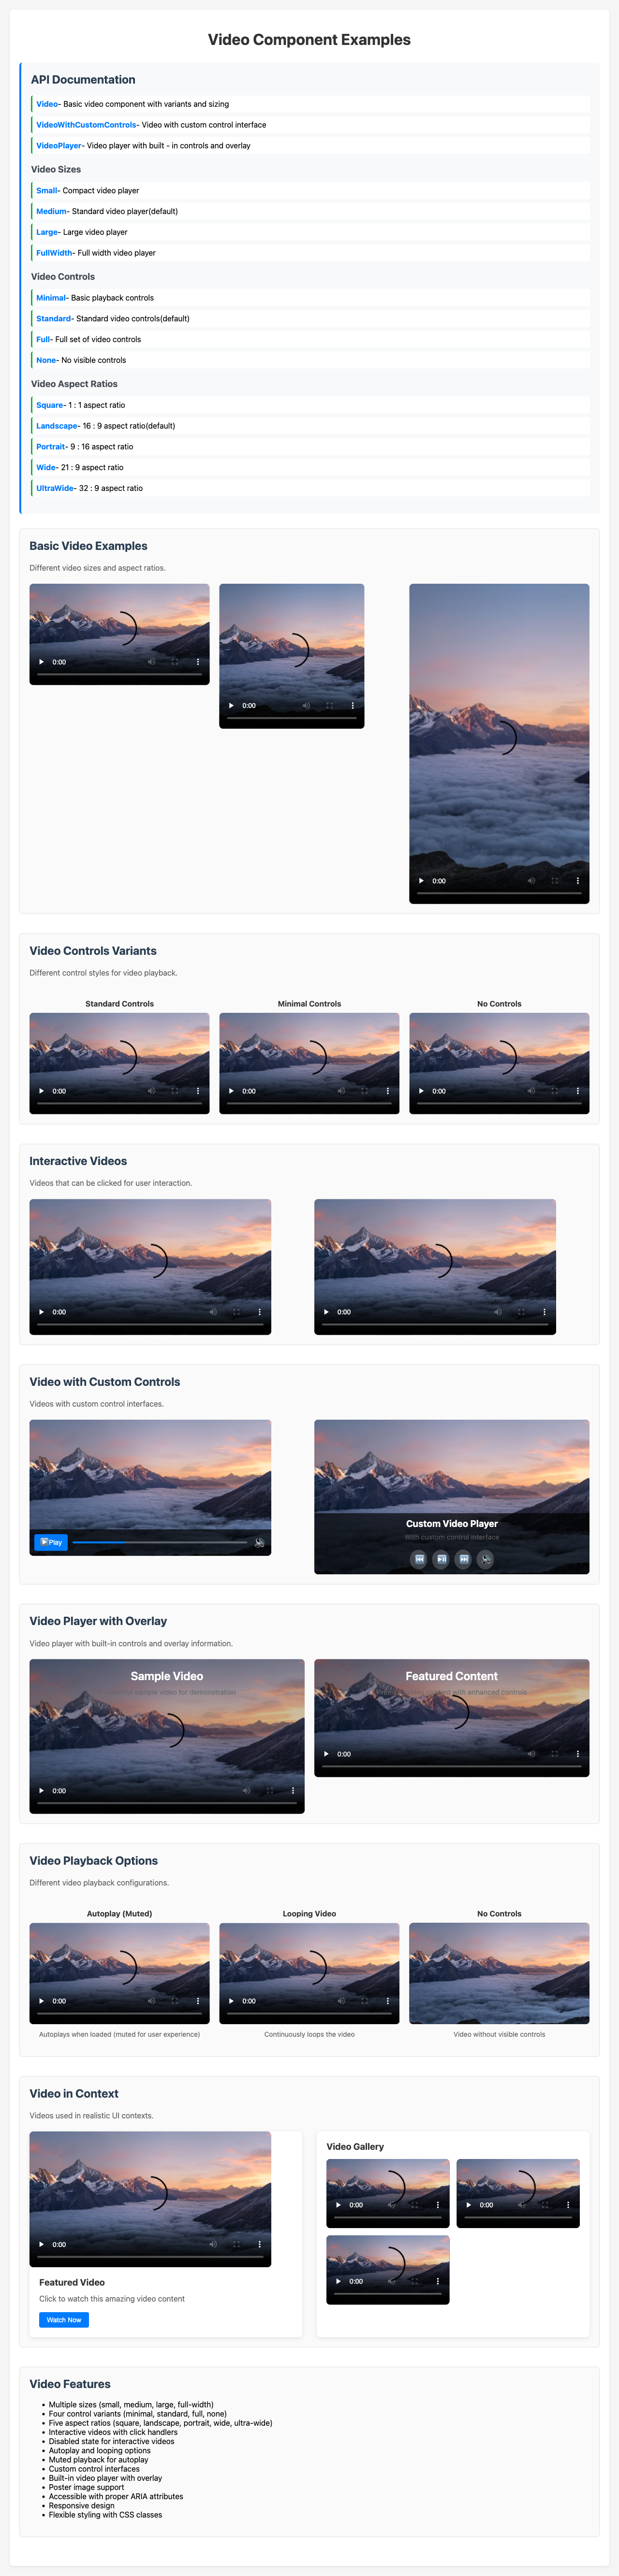 Video Component Examples
API Documentation
Video- Basic video component with variants and sizing
VideoWithCustomControls- Video with custom control interface
VideoPlayer- Video player with built - in controls and overlay
Video Sizes
Small- Compact video player
Medium- Standard video player(default)
Large- Large video player
FullWidth- Full width video player
Video Controls
Minimal- Basic playback controls
Standard- Standard video controls(default)
Full- Full set of video controls
None- No visible controls
Video Aspect Ratios
Square- 1 : 1 aspect ratio
Landscape- 16 : 9 aspect ratio(default)
Portrait- 9 : 16 aspect ratio
Wide- 21 : 9 aspect ratio
UltraWide- 32 : 9 aspect ratio
Basic Video Examples
Different video sizes and aspect ratios.
0:00
0:00
0:00
Video Controls Variants
Different control styles for video playback.
Standard Controls
Minimal Controls
No Controls
0:00
0:00
0:00
Interactive Videos
Videos that can be clicked for user interaction.
0:00
0:00
Video with Custom Controls
Videos with custom control interfaces.
Play
Custom Video Player
With custom control interface
Video Player with Overlay
Video player with built-in controls and overlay information.
Sample Video
sample video for demonstration
0:00
Featured Content
with enhanced controls
0:00
Video Playback Options
Different video playback configurations.
Autoplay (Muted)
Looping Video
No Controls
0:00
0:00
Autoplays when loaded (muted for user experience)
Continuously loops the video
Video without visible controls
Video in Context
Videos used in realistic UI contexts.
0:00
Featured Video
Click to watch this amazing video content
Watch Now
Video Gallery
0:00
0:00
0:00
Video Features
Multiple sizes (small, medium, large, full-width)
Four control variants (minimal, standard, full, none)
Five aspect ratios (square, landscape, portrait, wide, ultra-wide)
Interactive videos with click handlers
Disabled state for interactive videos
Autoplay and looping options
Muted playback for autoplay
Custom control interfaces
Built-in video player with overlay
Poster image support
Accessible with proper ARIA attributes
Responsive design
Flexible styling with CSS classes